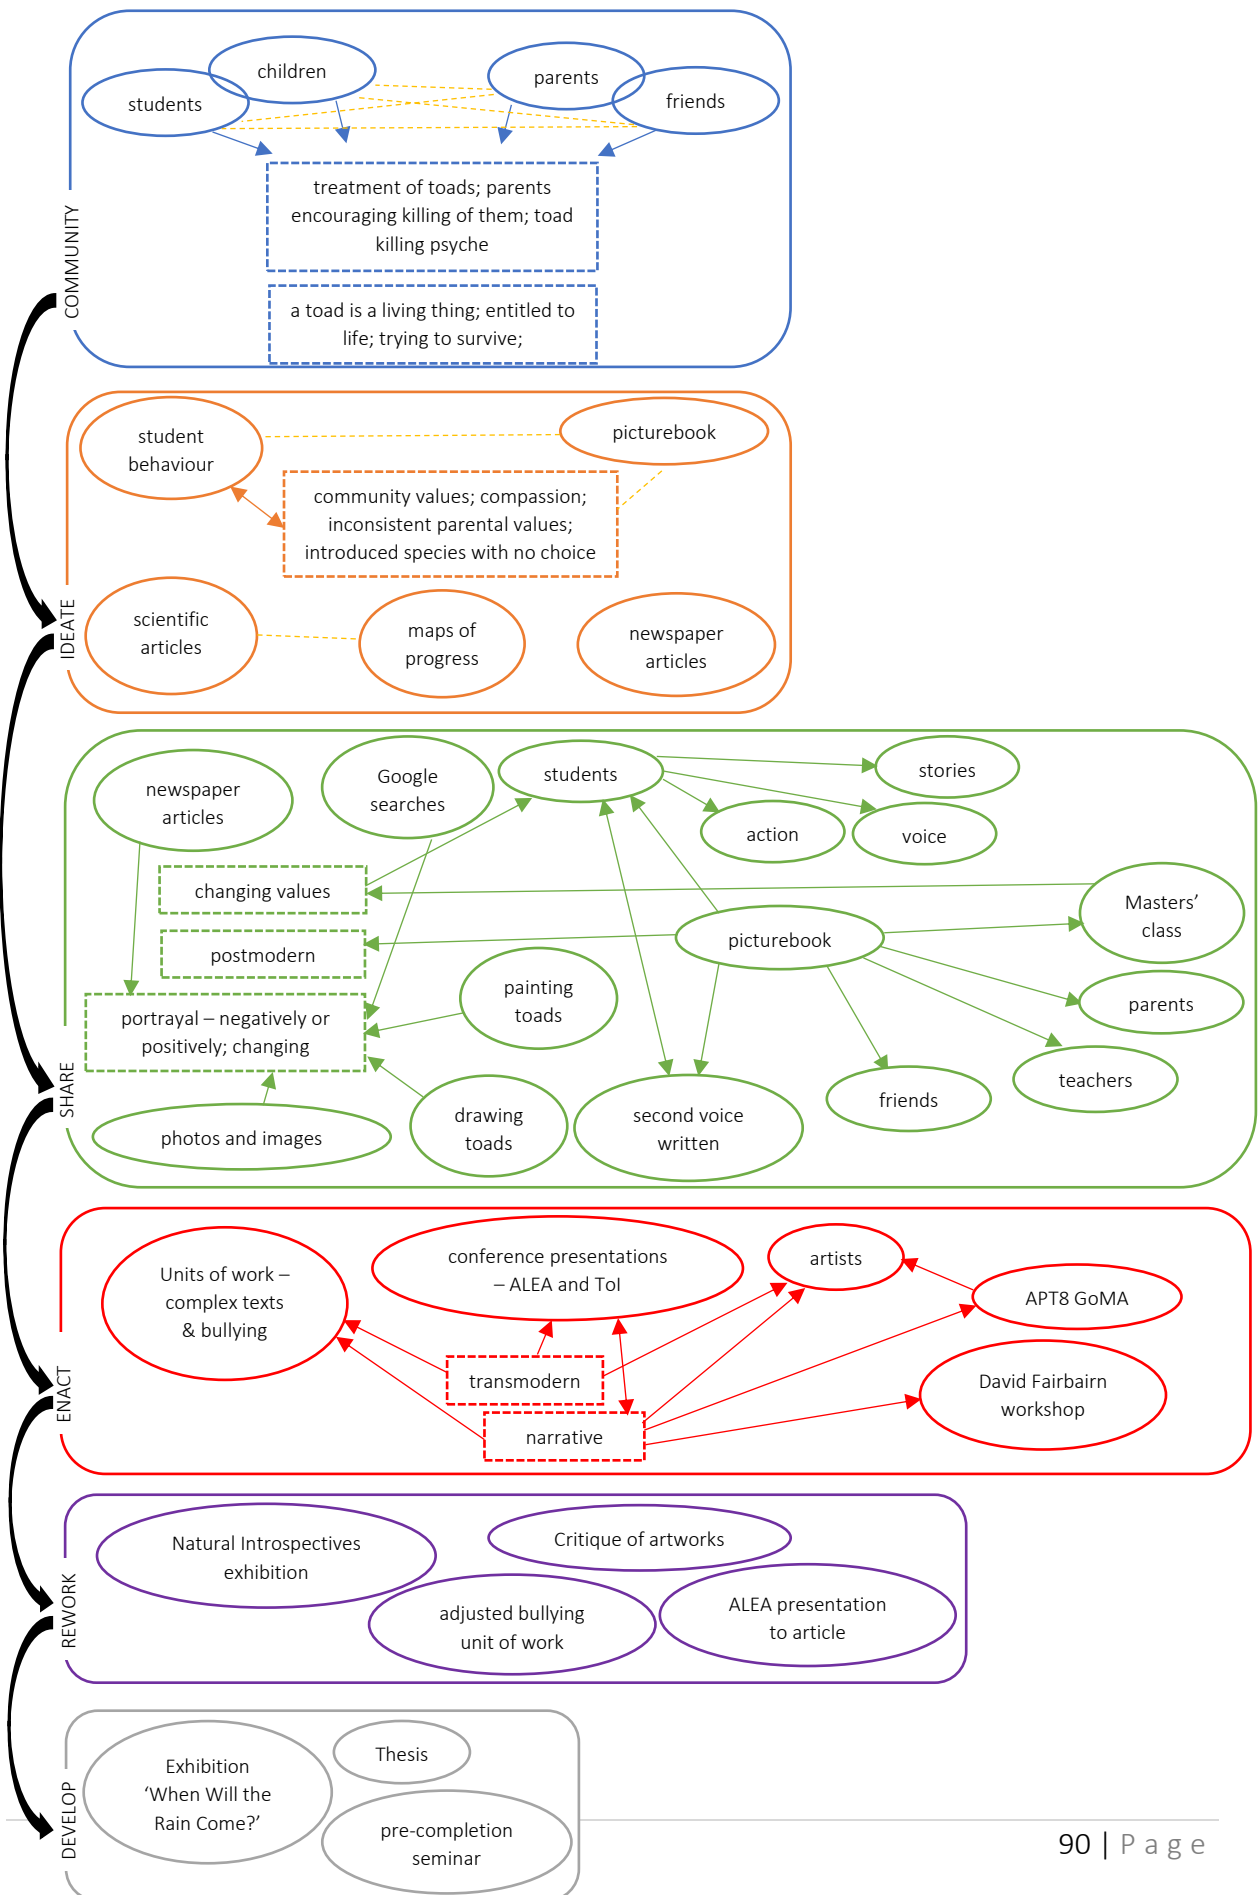 children
parents
students
friends
treatment of toads; parents
encouraging killing of them; toad
killing psyche
a toad is a living thing; entitled to
life; trying to survive;
COMMUNITY
student
behaviour
picturebook
community values; compassion;
inconsistent parental values;
introduced species with no choice
scientific
articles
maps of
progress
newspaper
articles
IDEATE
newspaper
articles
Google
searches
students
stories
action
voice
changing values
Masters’
class
postmodern
picturebook
painting
toads
parents
portrayal – negatively or
positively; changing
teachers
friends
drawing
toads
second voice
written
photos and images
SHARE
Units of work –
complex texts
& bullying
conference presentations
– ALEA and ToI
artists
APT8 GoMA
transmodern
David Fairbairn
workshop
narrative
ENACT
Natural Introspectives
exhibition
Critique of artworks
adjusted bullying
unit of work
ALEA presentation
to article
REWORK
Exhibition
‘When Will the
Rain Come?’
Thesis
pre-completion
seminar
DEVELOP
90 | Page